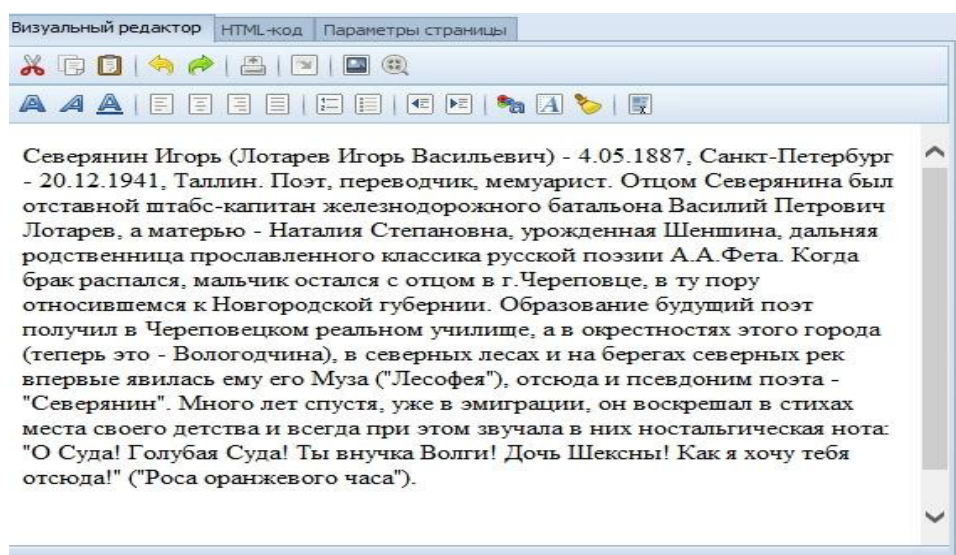 Визуальный редактор HTML-код Параметры страницы
Северянин Игорь (Лотарев Игорь Васильевич) - 4.05.1887, Санкт-Петербург
- 20.12.1941, Таллин. Поэт, переводчик, мемуарист. Отцом Северянина был
отставной штабс-капитан железнодорожного батальона Василий Петрович
Лотарев, а матерью - Наталия Степановна, урожденная Шеншина, дальняя
родственница прославленного классика русской поэзии А.А.Фета. Когда
брак распался, мальчик остался с отцом в г.Череповце, в ту пору
относившемся к Новгородской губернии. Образование будущий поэт
получил в Череповецком реальном училище, а в окрестностях этого города
(теперь это - Вологодчина), в северных лесах и на берегах северных рек
впервые явилась ему его Муза ("Лесофея"), отсюда и псевдоним поэта -
"Северянин". Много лет спустя, уже в эмиграции, он воскрешал в стихах
места своего детства и всегда при этом звучала в них ностальгическая нота:
"О Суда! Голубая Суда! Ты внучка Волги! Дочь Шексны! Как я хочу тебя
отсюда!" ("Роса оранжевого часа").